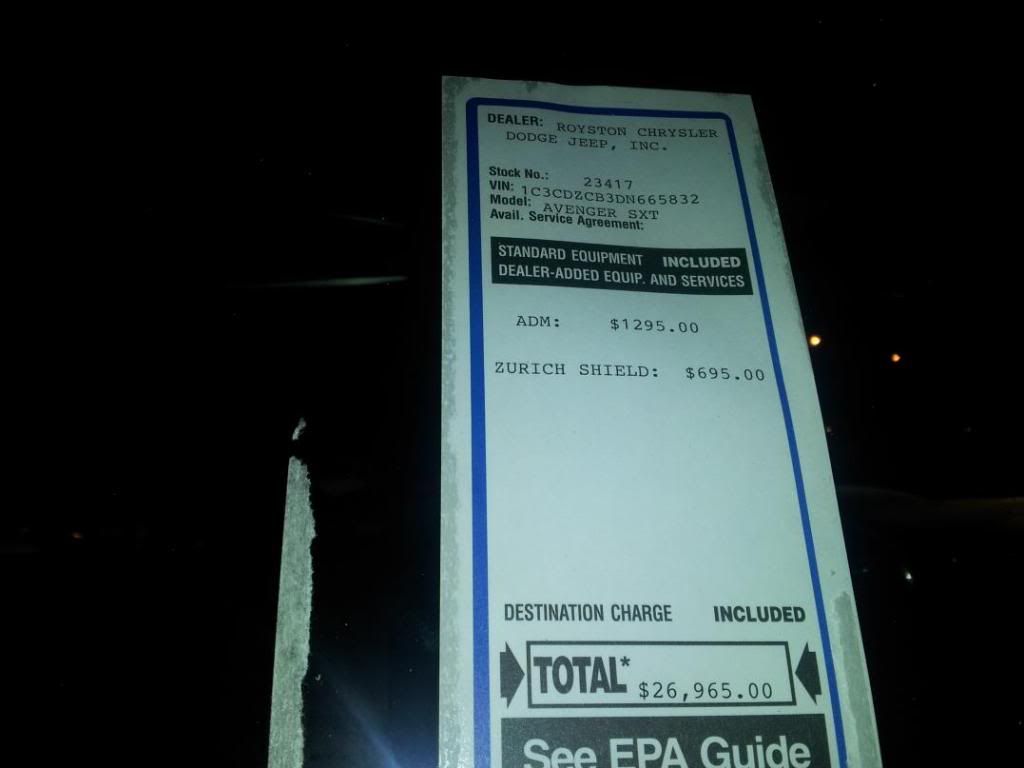 DEALER: ROYSTON CHRYSLER
DODGE JEEP, INC.
Stock No.: 23417
VIN: 1C3CDZCB3DN665832
Model: AVENGER SXT
Avail. Service Agreement:
STANDARD EQUIPMENT INCLUDED
DEALER-ADDED EQUIP. AND SERVICES
ADM: $1295.00
ZURICH SHIELD: $695.00
DESTINATION CHARGE INCLUDED
TOTAL* $26,965.00
See EPA Guide